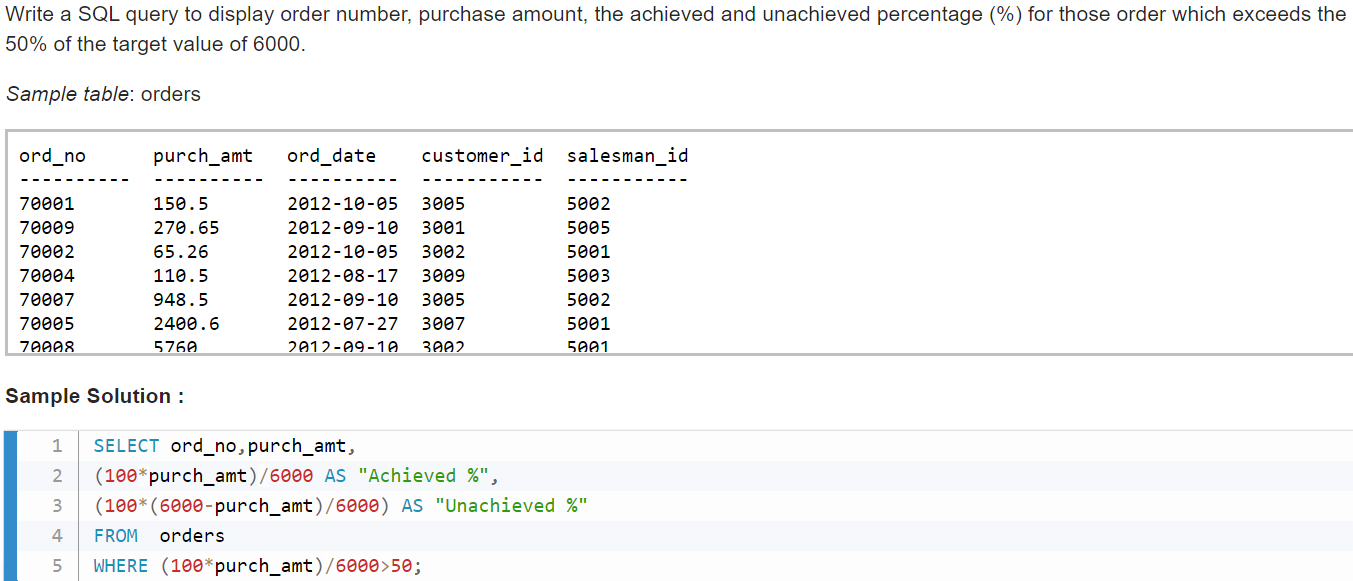 Write a SQL query to display order number, purchase amount, the achieved and unachieved percentage (%) for those order which exceeds the
50% of the target value of 6000.
Sample table: orders
ord_no purch_amt ord_date customer_id salesman_id
---------- ---------- ---------- ----------- -----------
70001 150.5 2012-10-05 3005 5002
70009 270.65 2012-09-10 3001 5005
70002 65.26 2012-10-05 3002 5001
70004 110.5 2012-08-17 3009 5003
70007 948.5 2012-09-10 3005 5002
70005 2400.6 2012-07-27 3007 5001
70008 5760 2012-09-10 3002 5001
Sample Solution :
1 SELECT ord_no,purch_amt,
2 (100*purch_amt)/6000 AS "Achieved %",
3 (100*(6000-purch_amt)/6000) AS "Unachieved %"
4 FROM  orders
5 WHERE (100*purch_amt)/6000>50;